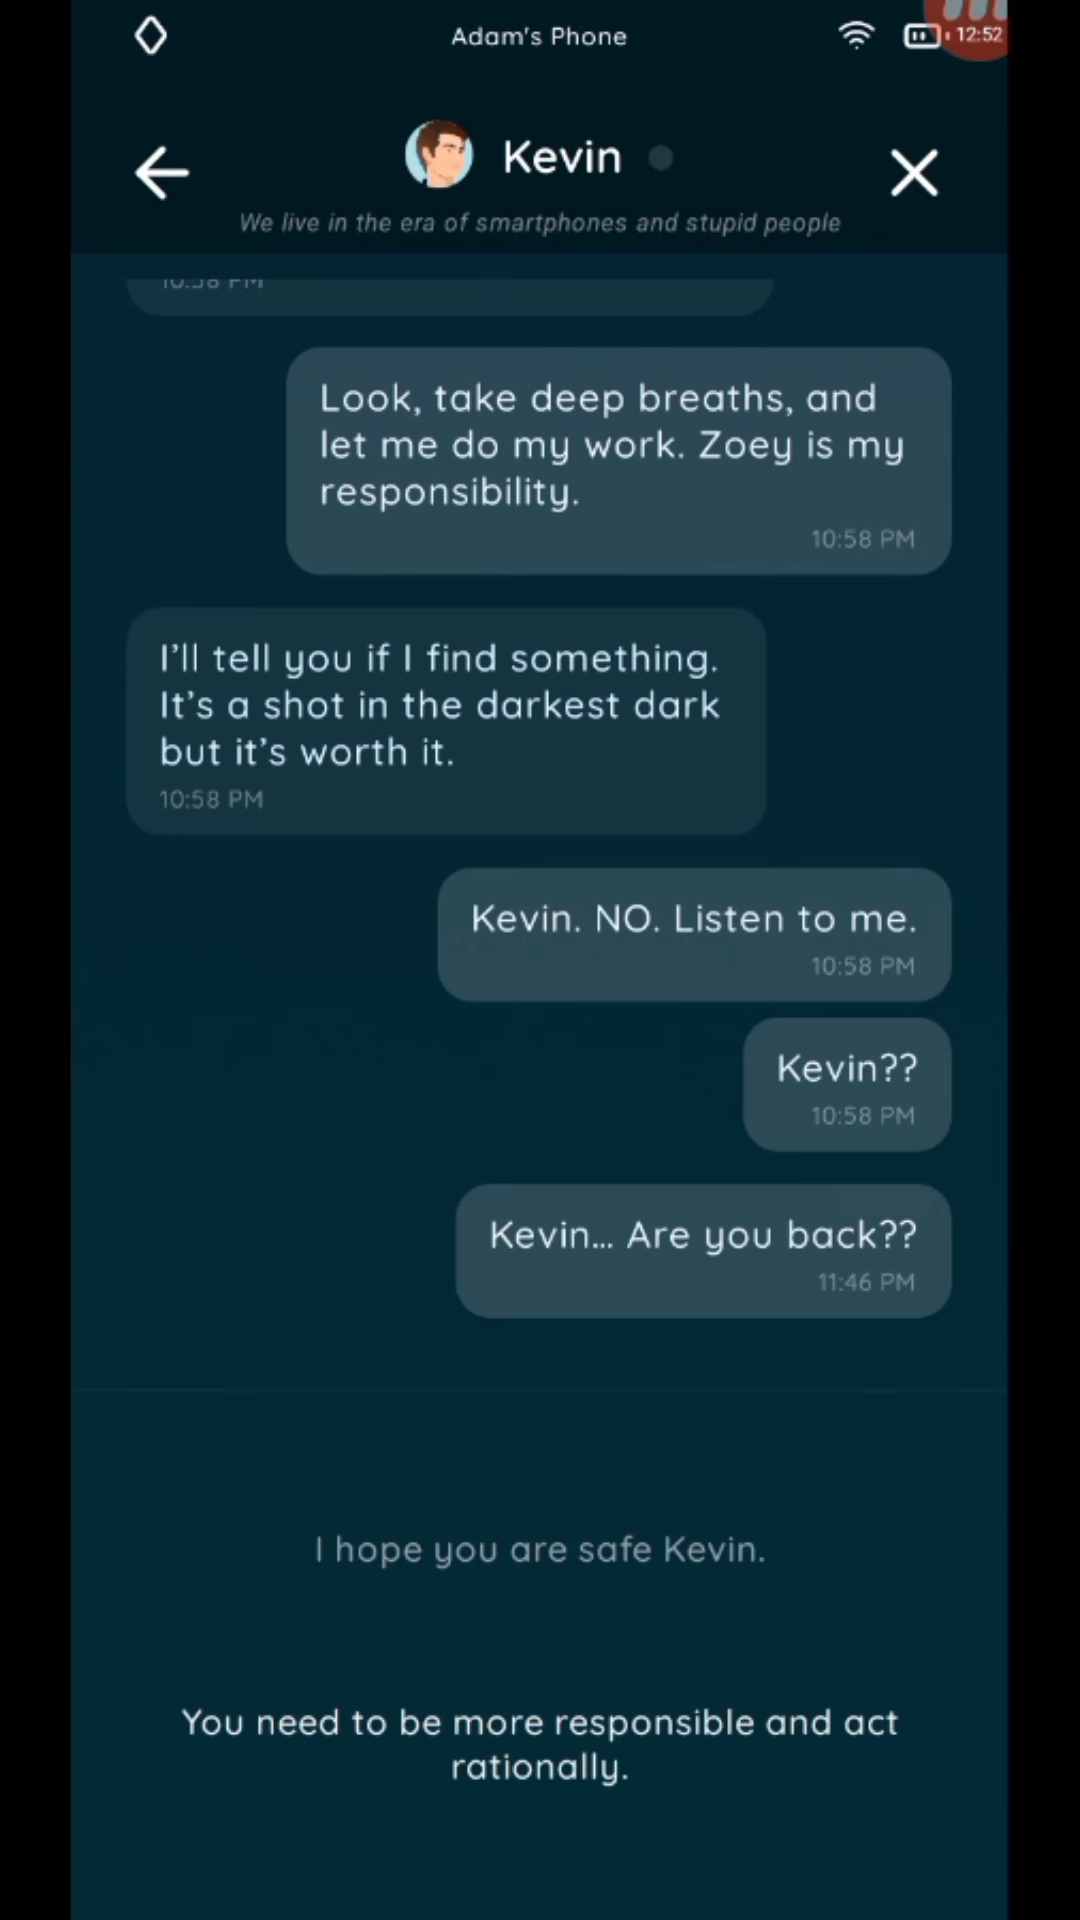 Adam's Phone
12:52
Kevin
We live in the era of smartphones and stupid people
10:58 PM
Look, take deep breaths, and
let me do my work. Zoey is my
responsibility.
10:58 PM
I’ll tell you if I find something.
It’s a shot in the darkest dark
but it’s worth it.
10:58 PM
Kevin. NO. Listen to me.
10:58 PM
Kevin??
10:58 PM
Kevin... Are you back??
11:46 PM
I hope you are safe Kevin.
You need to be more responsible and act
rationally.